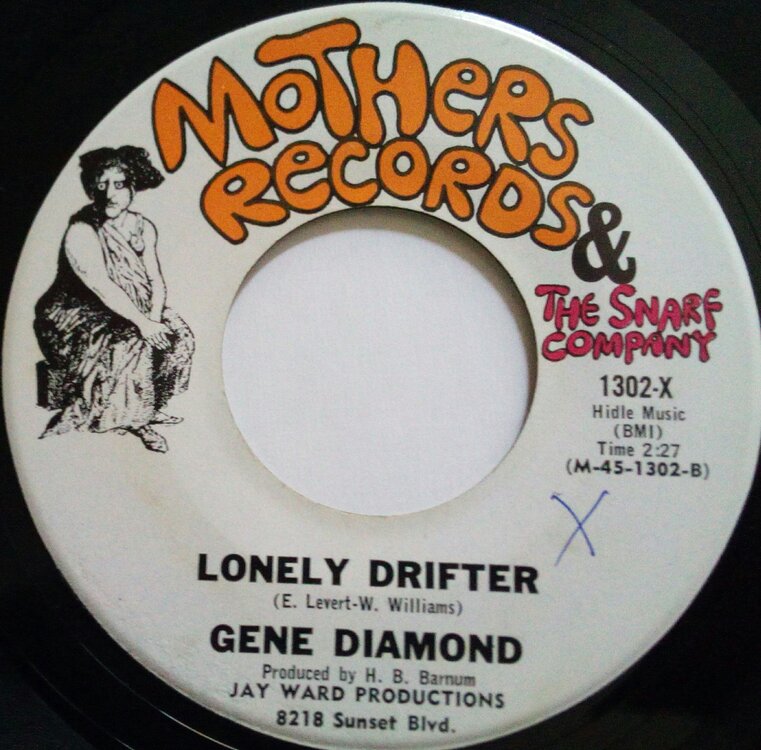 MOTHERS
RECORDS
&
THE SNARF
COMPANY
1302-X
Hidle Music
(BMI)
Time 2:27
(M-45-1302-B)
X
LONELY DRIFTER
(E. Levert-W. Williams)
GENE DIAMOND
Produced by H. B. Barnum
JAY WARD PRODUCTIONS
8218 Sunset Blvd.